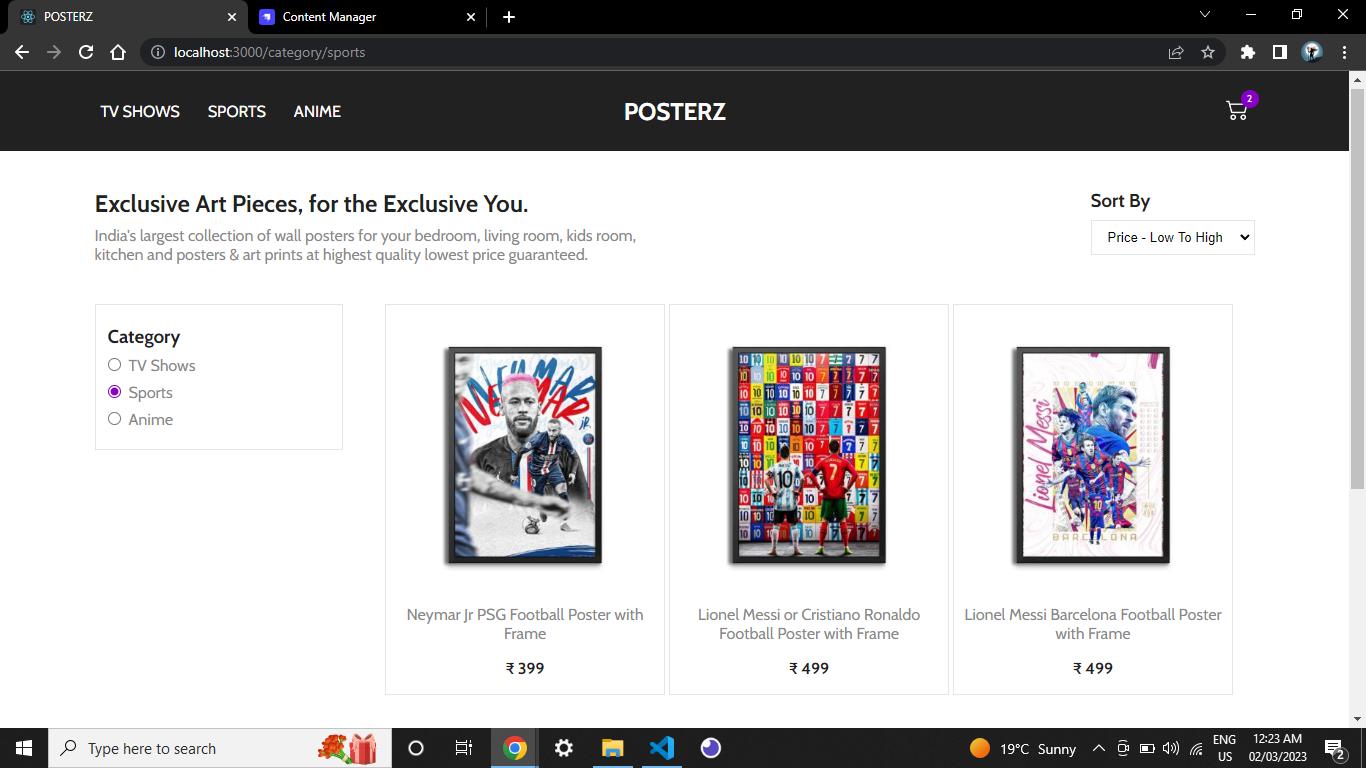 POSTERZ
Content Manager
localhost:3000/category/sports
TV SHOWS
SPORTS
ANIME
POSTERZ
2
Exclusive Art Pieces, for the Exclusive You.
India's largest collection of wall posters for your bedroom, living room, kids room,
kitchen and posters & art prints at highest quality lowest price guaranteed.
Sort By
Price - Low To High
Category
TV Shows
Sports
Anime
NEYMAR
NEYMAR
JR
10
7
Lionel Messi
10
BARCELONA
Neymar Jr PSG Football Poster with
Frame
₹ 399
Lionel Messi or Cristiano Ronaldo
Football Poster with Frame
₹ 499
Lionel Messi Barcelona Football Poster
with Frame
₹ 499
Type here to search
19°C Sunny
ENG
US
12:23 AM
02/03/2023
2